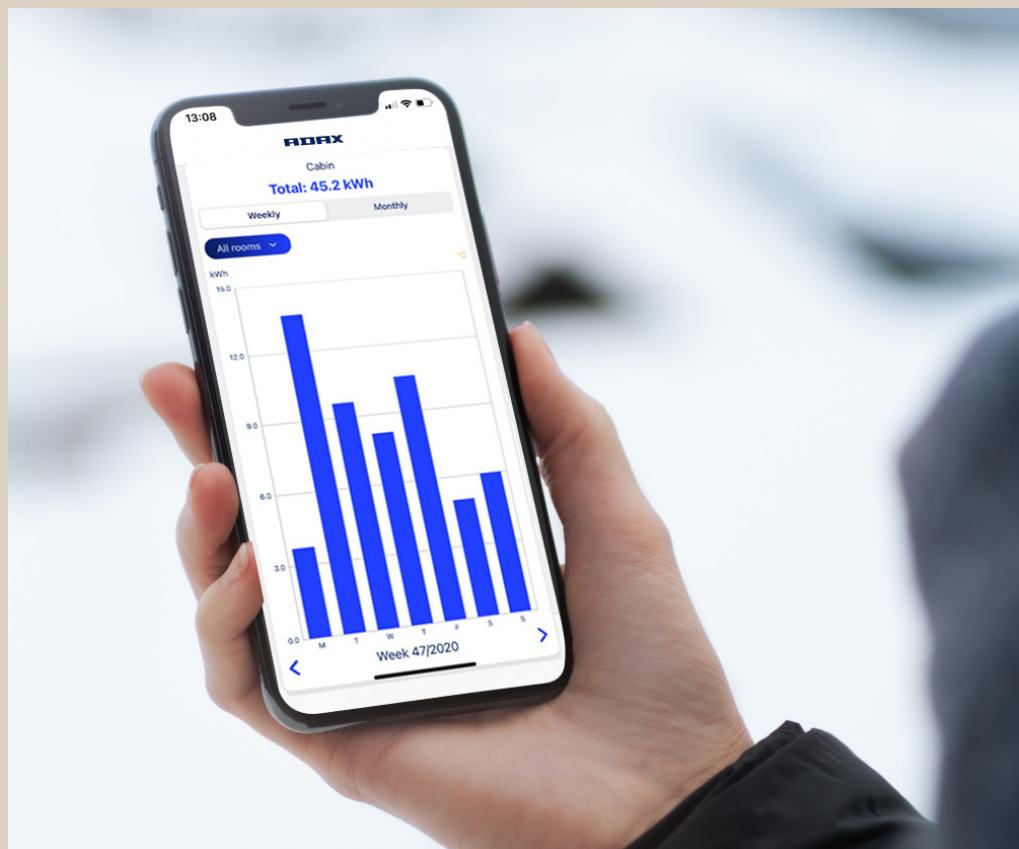 13:08
ADAX
Cabin
Total: 45.2 kWh
Weekly Monthly
All rooms
kWh °C
15.0
12.0
9.0
6.0
3.0
0.0
M T W T F S S
Week 47/2020